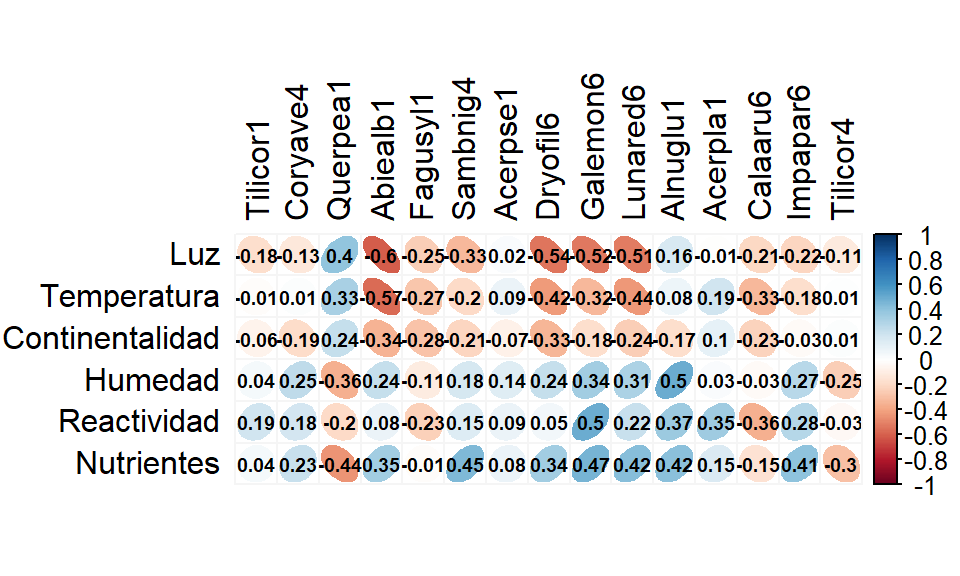 Tilicor1 Coryave4 Querpea1 Abiealb1 Fagusyl1 Sambnig4 Acerpse1 Dryofil6 Galemon6 Lunared6 Alnuglu1 Acerpla1 Calaaru6 Impapar6 Tilicor4
Luz -0.18 -0.13 0.4 -0.6 -0.25 -0.33 0.02 -0.54 -0.52 -0.51 0.16 -0.01 -0.21 -0.22 -0.11
Temperatura -0.01 0.01 0.33 -0.57 -0.27 -0.2 0.09 -0.42 -0.32 -0.44 0.08 0.19 -0.33 -0.18 0.01
Continentalidad -0.06 -0.19 0.24 -0.34 -0.28 -0.21 -0.07 -0.33 -0.18 -0.24 -0.17 0.1 -0.23 -0.03 0.01
Humedad 0.04 0.25 -0.36 0.24 -0.11 0.18 0.14 0.24 0.34 0.31 0.5 0.03 -0.03 0.27 -0.25
Reactividad 0.19 0.18 -0.2 0.08 -0.23 0.15 0.09 0.05 0.5 0.22 0.37 0.35 -0.36 0.28 -0.03
Nutrientes 0.04 0.23 -0.44 0.35 -0.01 0.45 0.08 0.34 0.47 0.42 0.42 0.15 -0.15 0.41 -0.3
1
0.8
0.6
0.4
0.2
0
-0.2
-0.4
-0.6
-0.8
-1